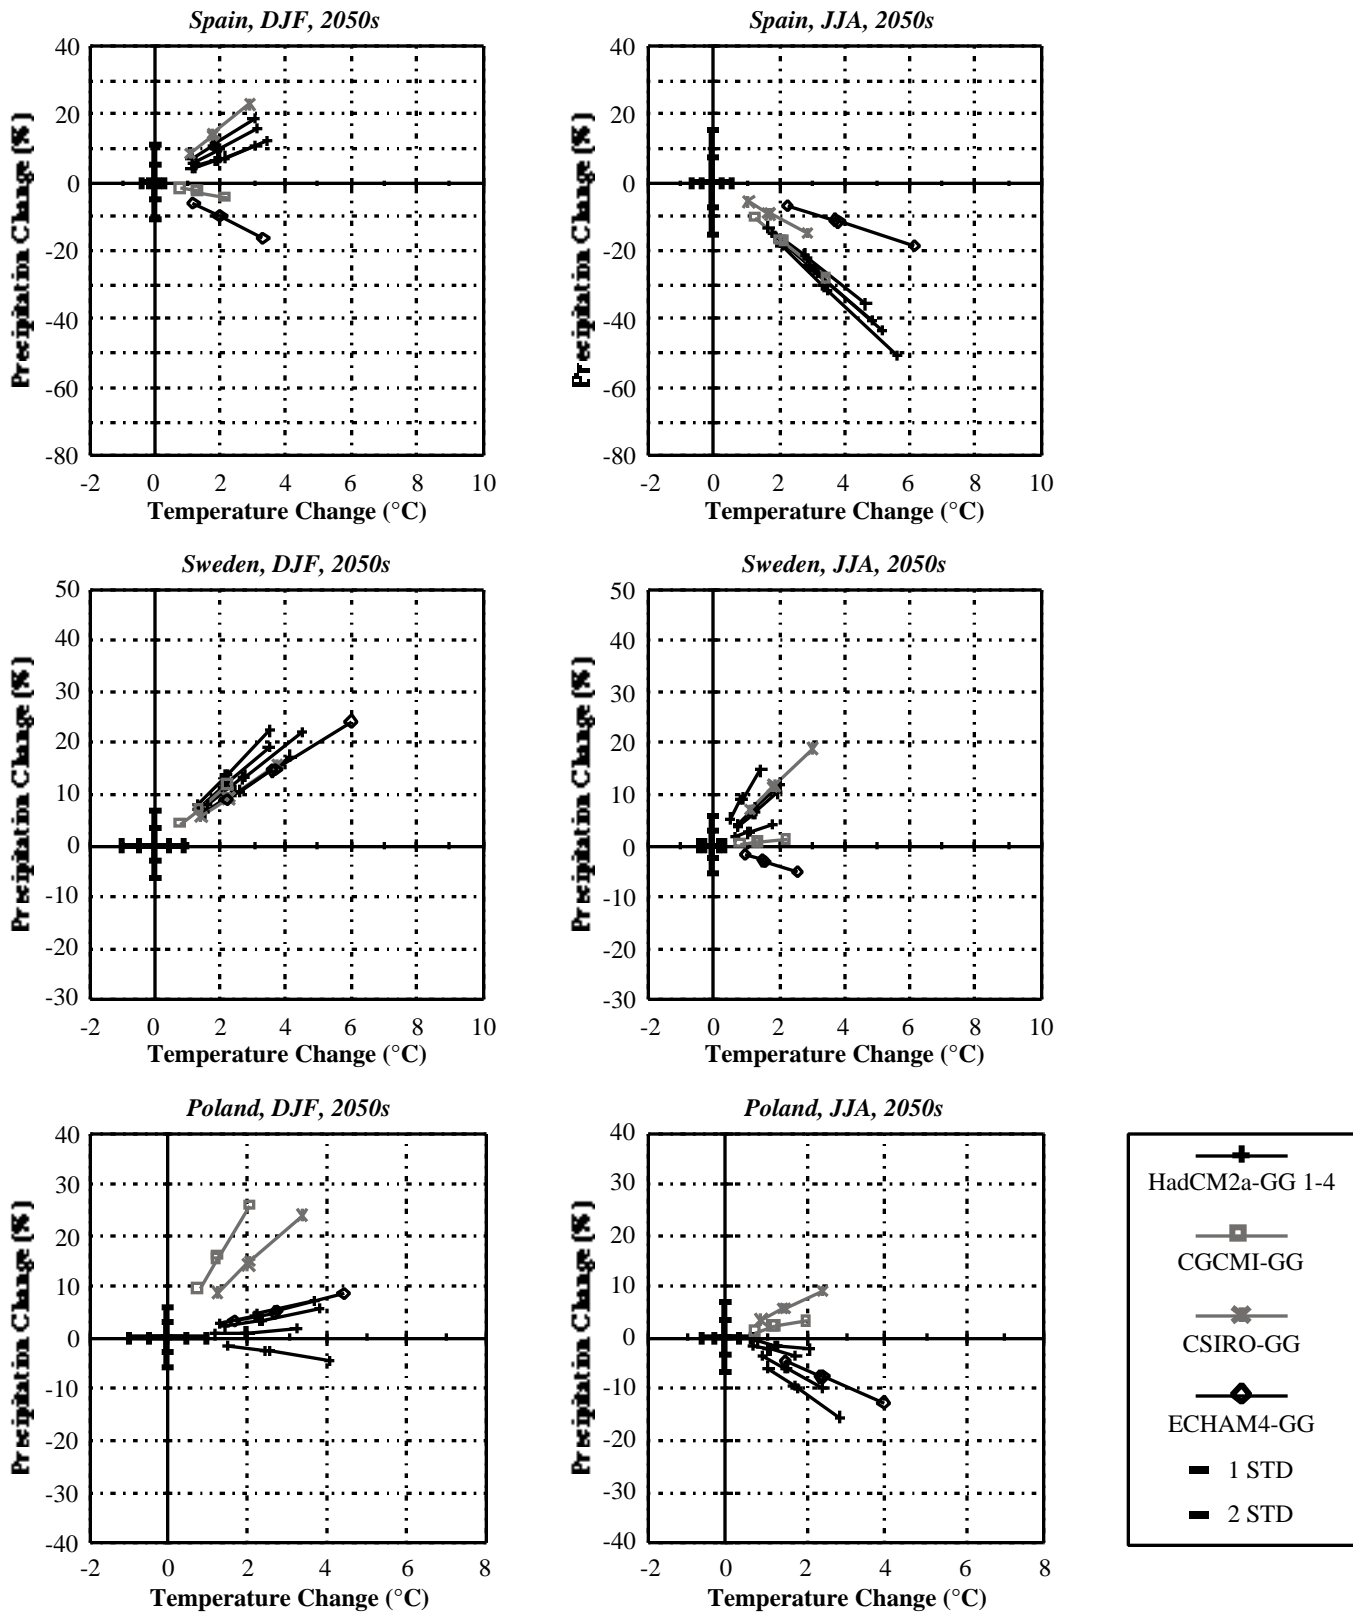 Spain, DJF, 2050s
Precipitation Change (%)
40
20
0
-20
-40
-60
-80
-2 0 2 4 6 8 10
Temperature Change (°C)
Spain, JJA, 2050s
Precipitation Change (%)
40
20
0
-20
-40
-60
-80
-2 0 2 4 6 8 10
Temperature Change (°C)
Sweden, DJF, 2050s
Precipitation Change (%)
50
40
30
20
10
0
-10
-20
-30
-2 0 2 4 6 8 10
Temperature Change (°C)
Sweden, JJA, 2050s
Precipitation Change (%)
50
40
30
20
10
0
-10
-20
-30
-2 0 2 4 6 8 10
Temperature Change (°C)
Poland, DJF, 2050s
Precipitation Change (%)
40
30
20
10
0
-10
-20
-30
-40
-2 0 2 4 6 8
Temperature Change (°C)
Poland, JJA, 2050s
Precipitation Change (%)
40
30
20
10
0
-10
-20
-30
-40
-2 0 2 4 6 8
Temperature Change (°C)
HadCM2a-GG 1-4
CGCMI-GG
CSIRO-GG
ECHAM4-GG
1 STD
2 STD